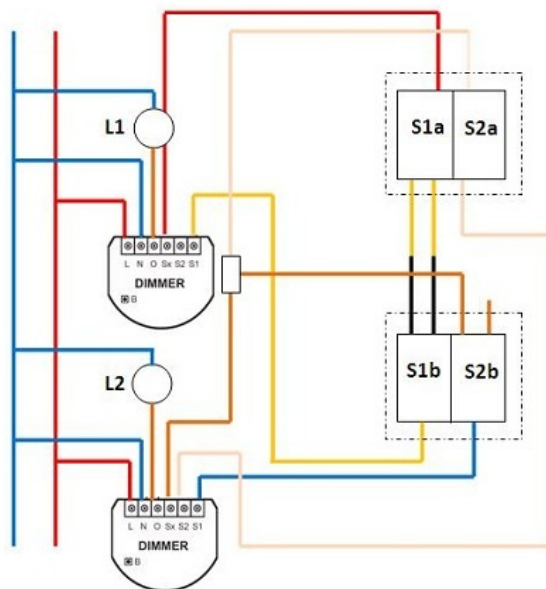 L1
S1a S2a
L N O Sx S2 S1
DIMMER
B
S1b S2b
L2
L N O Sx S2 S1
DIMMER
B